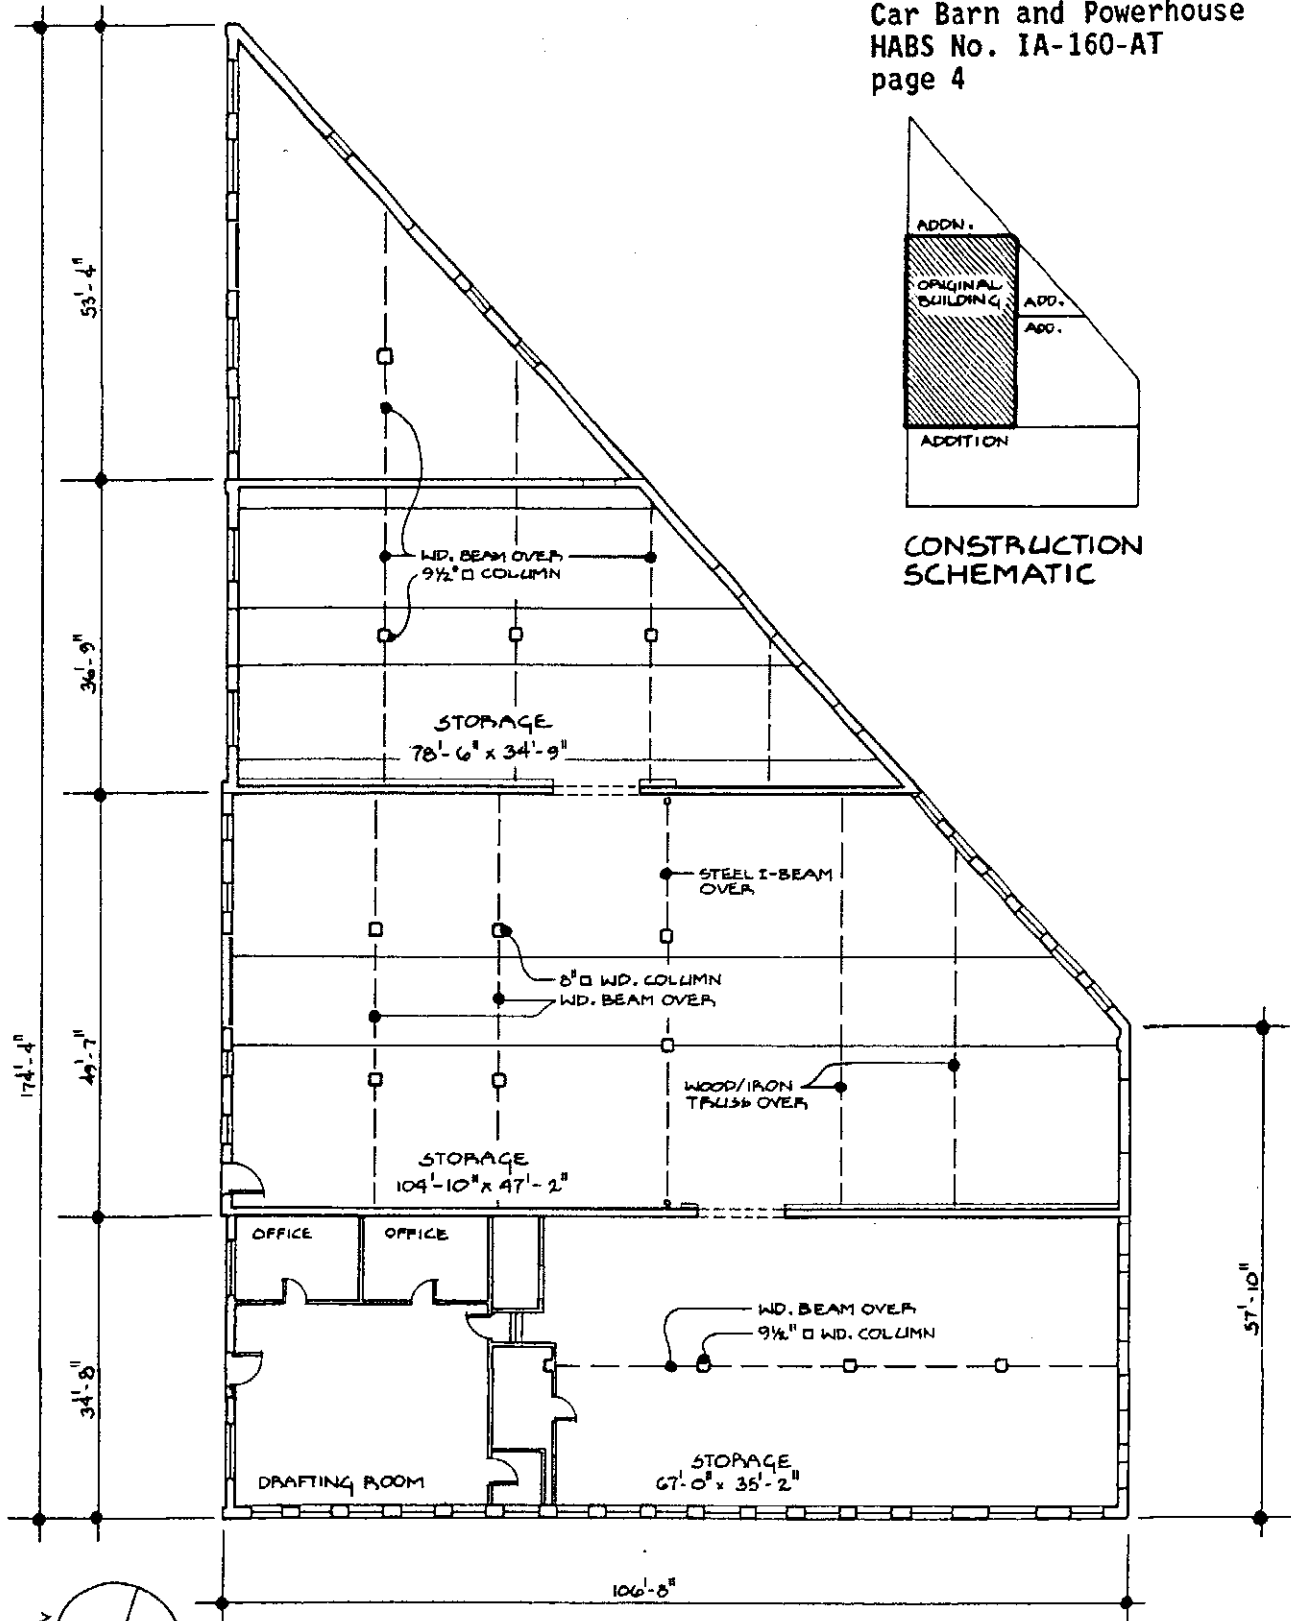 Car Barn and Powerhouse
HABS No. IA-160-AT
page 4
ADDN.
ORIGINAL
BUILDING
ADD.
ADD.
ADDITION
CONSTRUCTION
SCHEMATIC
53'-4"
36'-9"
174'-4"
49'-7"
34'-8"
WD. BEAM OVER
9½" □ COLUMN
STORAGE
78'-6" x 34'-9"
STEEL I-BEAM
OVER
8" □ WD. COLUMN
WD. BEAM OVER
WOOD/IRON
TRUSS OVER
STORAGE
104'-10" x 47'-2"
OFFICE
OFFICE
WD. BEAM OVER
9½" □ WD. COLUMN
57'-10"
DRAFTING ROOM
STORAGE
67'-0" x 35'-2"
106'-8"